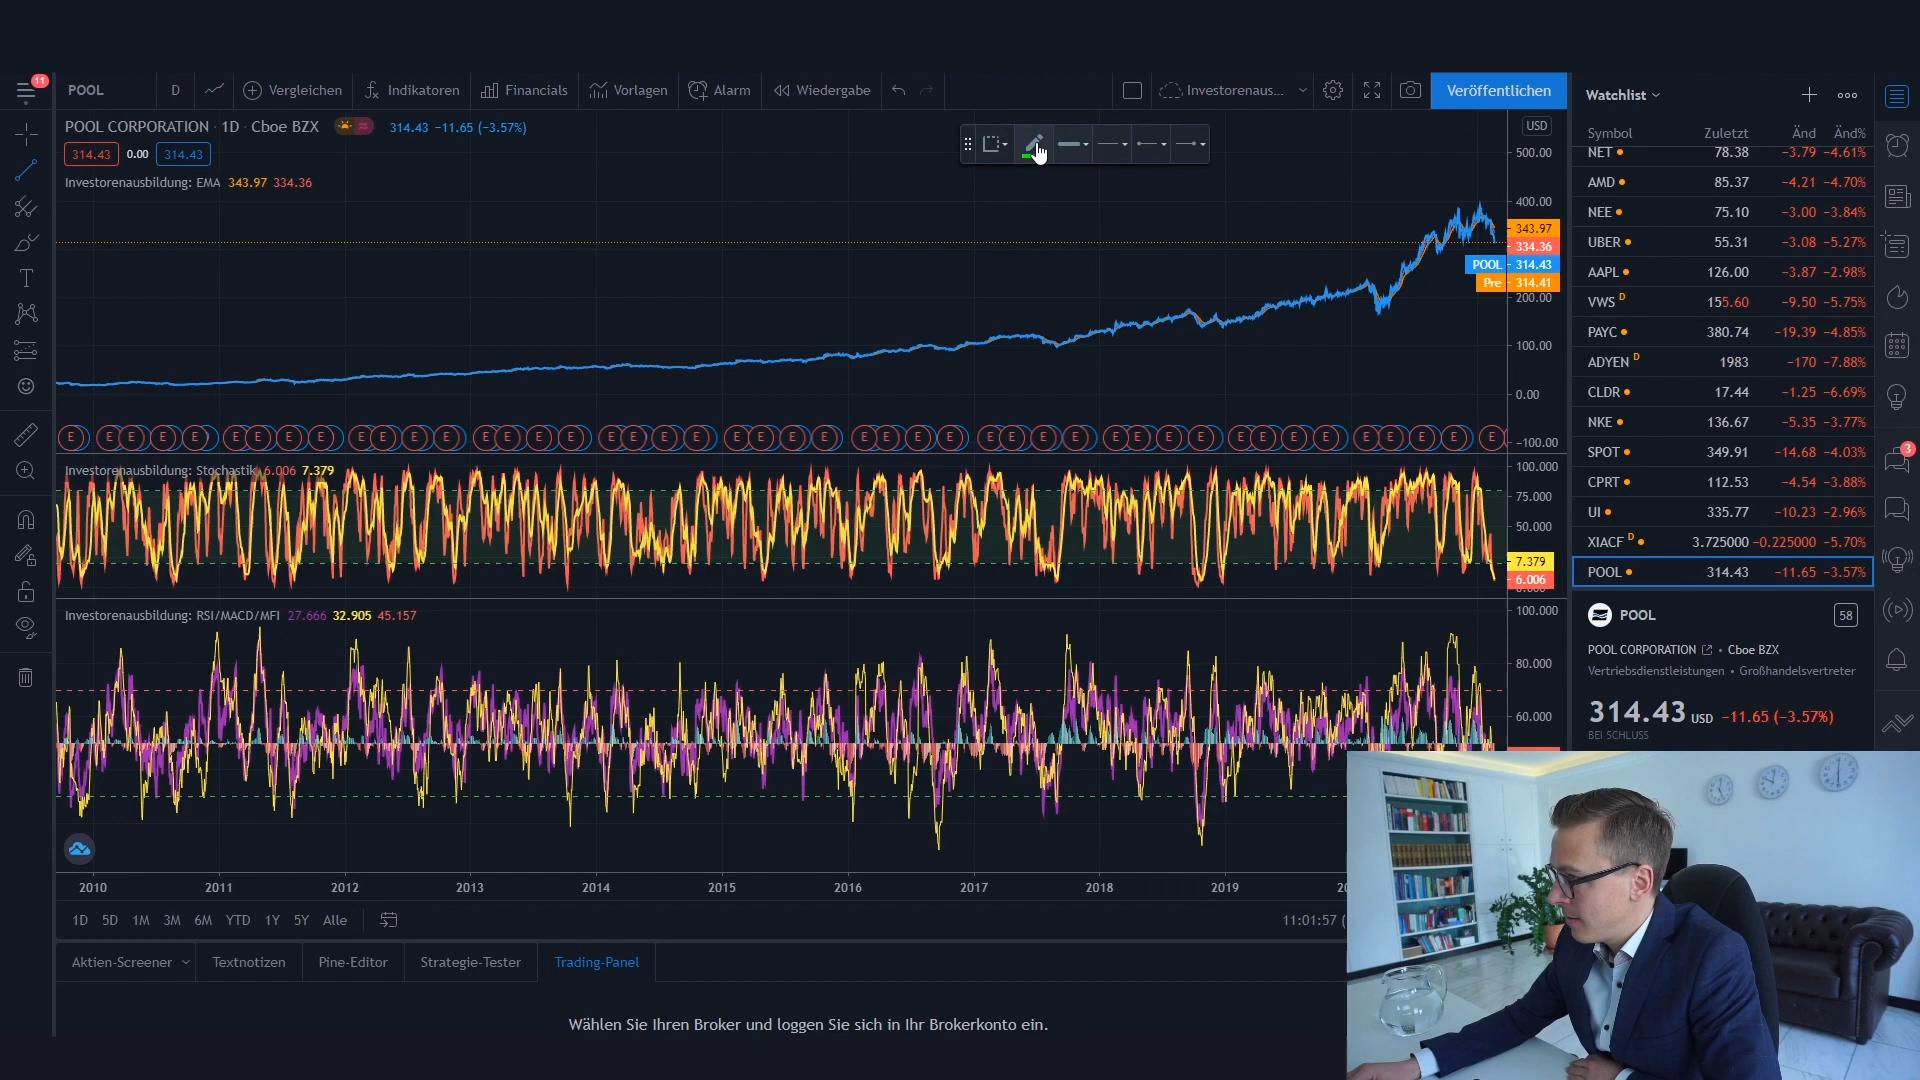 11
POOL
D
Vergleichen
Indikatoren
Financials
Vorlagen
Alarm
Wiedergabe
Investorenaus...
Veröffentlichen
POOL CORPORATION · 1D · Cboe BZX
314.43 −11.65 (−3.57%)
314.43 0.00 314.43
Investorenausbildung: EMA 343.97 334.36
USD
500.00
400.00
343.97
334.36
POOL 314.43
Pre 314.41
200.00
100.00
0.00
−100.00
E E E E E E E E E E E E E E E E E E E E E E E E E E E E E E E E E E E E E E E E E E E E E E
Investorenausbildung: Stochastik 6.006 7.379
100.000
75.000
50.000
7.379
6.006
Investorenausbildung: RSI/MACD/MFI 27.666 32.905 45.157
100.000
80.000
60.000
2010 2011 2012 2013 2014 2015 2016 2017 2018 2019
1D 5D 1M 3M 6M YTD 1Y 5Y Alle
11:01:57 (
Aktien-Screener
Textnotizen
Pine-Editor
Strategie-Tester
Trading-Panel
Wählen Sie Ihren Broker und loggen Sie sich in Ihr Brokerkonto ein.
Watchlist
Symbol Zuletzt Änd Änd%
NET 78.38 −3.79 −4.61%
AMD 85.37 −4.21 −4.70%
NEE 75.10 −3.00 −3.84%
UBER 55.31 −3.08 −5.27%
AAPL 126.00 −3.87 −2.98%
VWS D 155.60 −9.50 −5.75%
PAYC 380.74 −19.39 −4.85%
ADYEN D 1983 −170 −7.88%
CLDR 17.44 −1.25 −6.69%
NKE 136.67 −5.35 −3.77%
SPOT 349.91 −14.68 −4.03%
CPRT 112.53 −4.54 −3.88%
UI 335.77 −10.23 −2.96%
XIACF D 3.725000 −0.225000 −5.70%
POOL 314.43 −11.65 −3.57%
POOL
58
POOL CORPORATION • Cboe BZX
Vertriebsdienstleistungen • Großhandelsvertreter
314.43 USD −11.65 (−3.57%)
BEI SCHLUSS
3